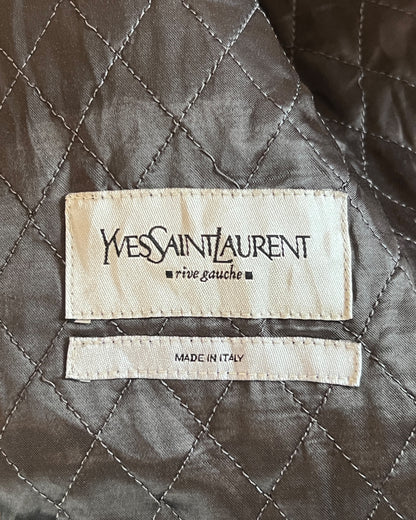 YVESSAINTLAURENT
▪rive gauche▪
MADE IN ITALY